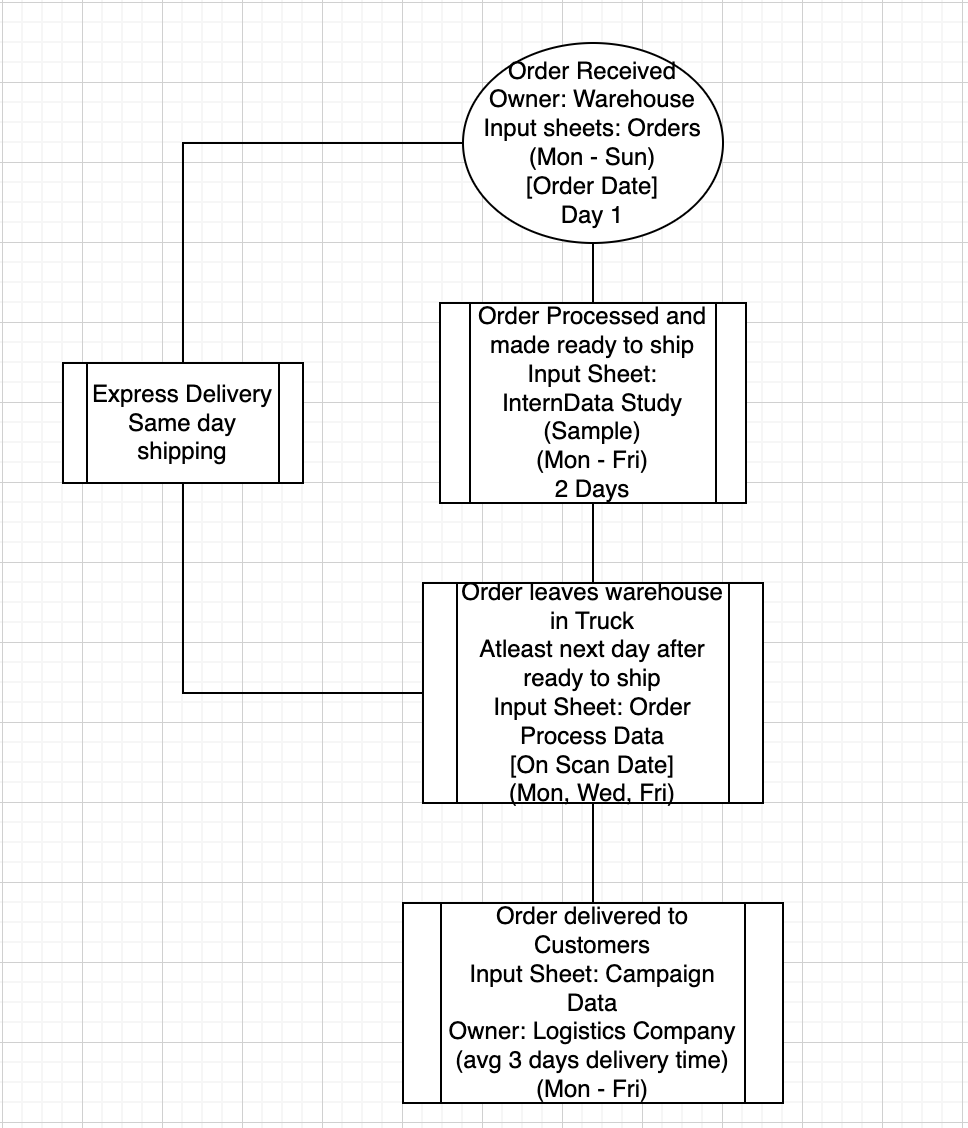 Order Received
Owner: Warehouse
Input sheets: Orders
(Mon - Sun)
[Order Date]
Day 1
Order Processed and
made ready to ship
Input Sheet:
InternData Study
(Sample)
(Mon - Fri)
2 Days
Express Delivery
Same day
shipping
Order leaves warehouse
in Truck
Atleast next day after
ready to ship
Input Sheet: Order
Process Data
[On Scan Date]
(Mon, Wed, Fri)
Order delivered to
Customers
Input Sheet: Campaign
Data
Owner: Logistics Company
(avg 3 days delivery time)
(Mon - Fri)